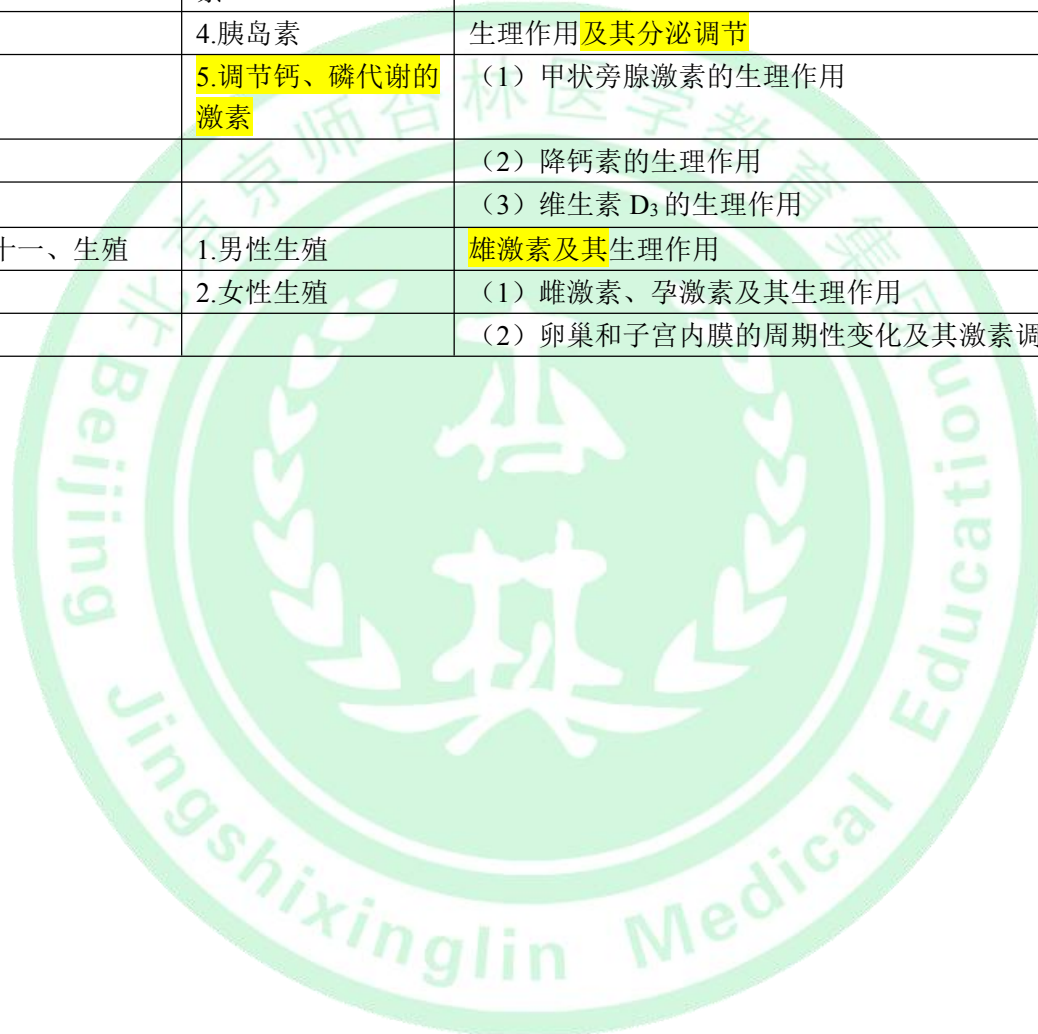 4.胰岛素 生理作用及其分泌调节
5.调节钙、磷代谢的 （1）甲状旁腺激素的生理作用
激素
（2）降钙素的生理作用
（3）维生素 D₃的生理作用
十一、生殖 1.男性生殖 雄激素及其生理作用
2.女性生殖 （1）雌激素、孕激素及其生理作用
（2）卵巢和子宫内膜的周期性变化及其激素调
北京师杏林医学教育集团
Beijing Jingshixinglin Medical Education
杏林